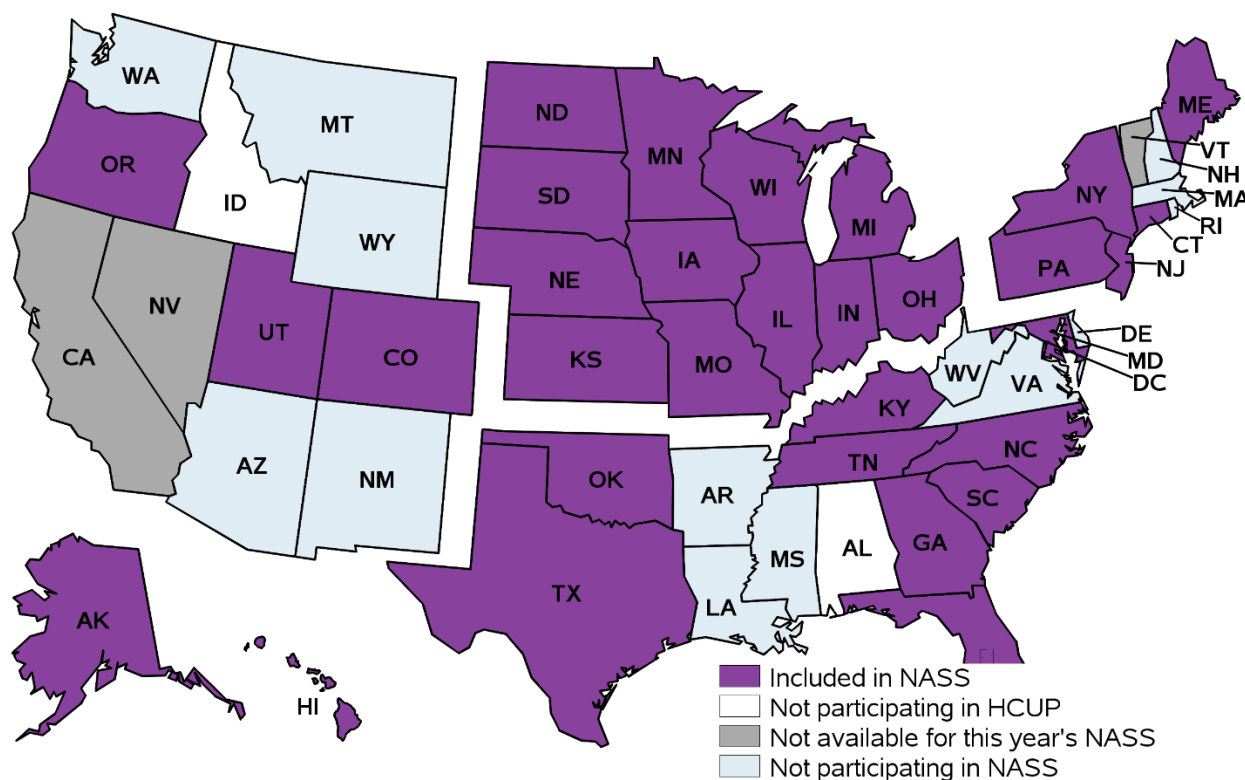 WA
MT
ND
ME
OR
MN
VT
ID
WI
NH
SD
NY
MA
WY
MI
RI
CT
IA
PA
NJ
NE
NV
OH
IL
IN
UT
DE
CA
CO
KS
MO
MD
WV
VA
DC
KY
NC
TN
AZ
NM
OK
AR
SC
AL
GA
MS
TX
LA
AK
HI
Included in NASS
Not participating in HCUP
Not available for this year's NASS
Not participating in NASS